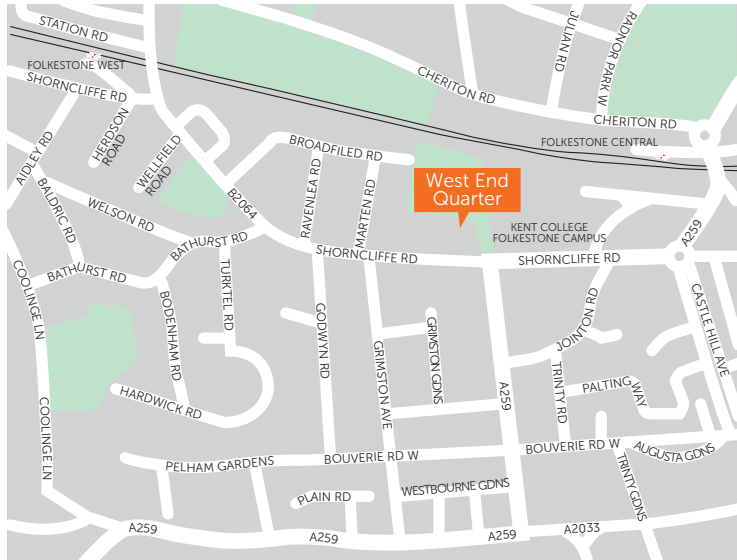 STATION RD
FOLKESTONE WEST
SHORNCLIFFE RD
JULIAN RD
RADNOR PARK W
CHERITON RD
CHERITON RD
FOLKESTONE CENTRAL
AIDLEY RD
HERDSON
ROAD
WELLFIELD
ROAD
B2064
BROADFILED RD
RAVENLEA RD
MARTEN RD
West End
Quarter
KENT COLLEGE
FOLKESTONE CAMPUS
A259
BALDRIC RD
WELSON RD
BATHURST RD
SHORNCLIFFE RD
SHORNCLIFFE RD
COOLINGE LN
BATHURST RD
TURKTEL RD
BODENHAM RD
GODWYN RD
GRIMSTON AVE
GRIMSTON GDNS
JOINTON RD
CASTLE HILL AVE
HARDWICK RD
A259
TRINTY RD
PALTING
WAY
COOLINGE LN
PELHAM GARDENS
BOUVERIE RD W
BOUVERIE RD W
AUGUSTA GDNS
TRINTY GDNS
PLAIN RD
WESTBOURNE GDNS
A259
A259
A259
A2033